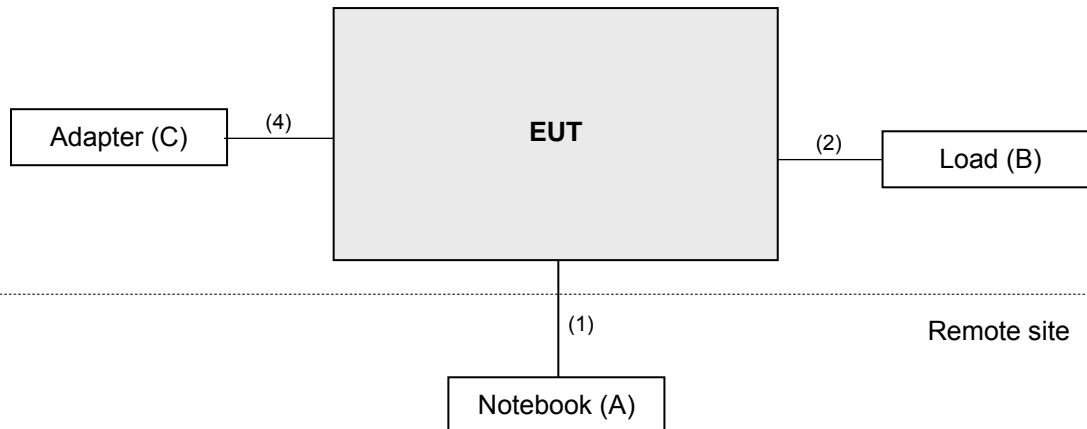 (4)
Adapter (C)
EUT
(2)
Load (B)
(1)
Remote site
Notebook (A)